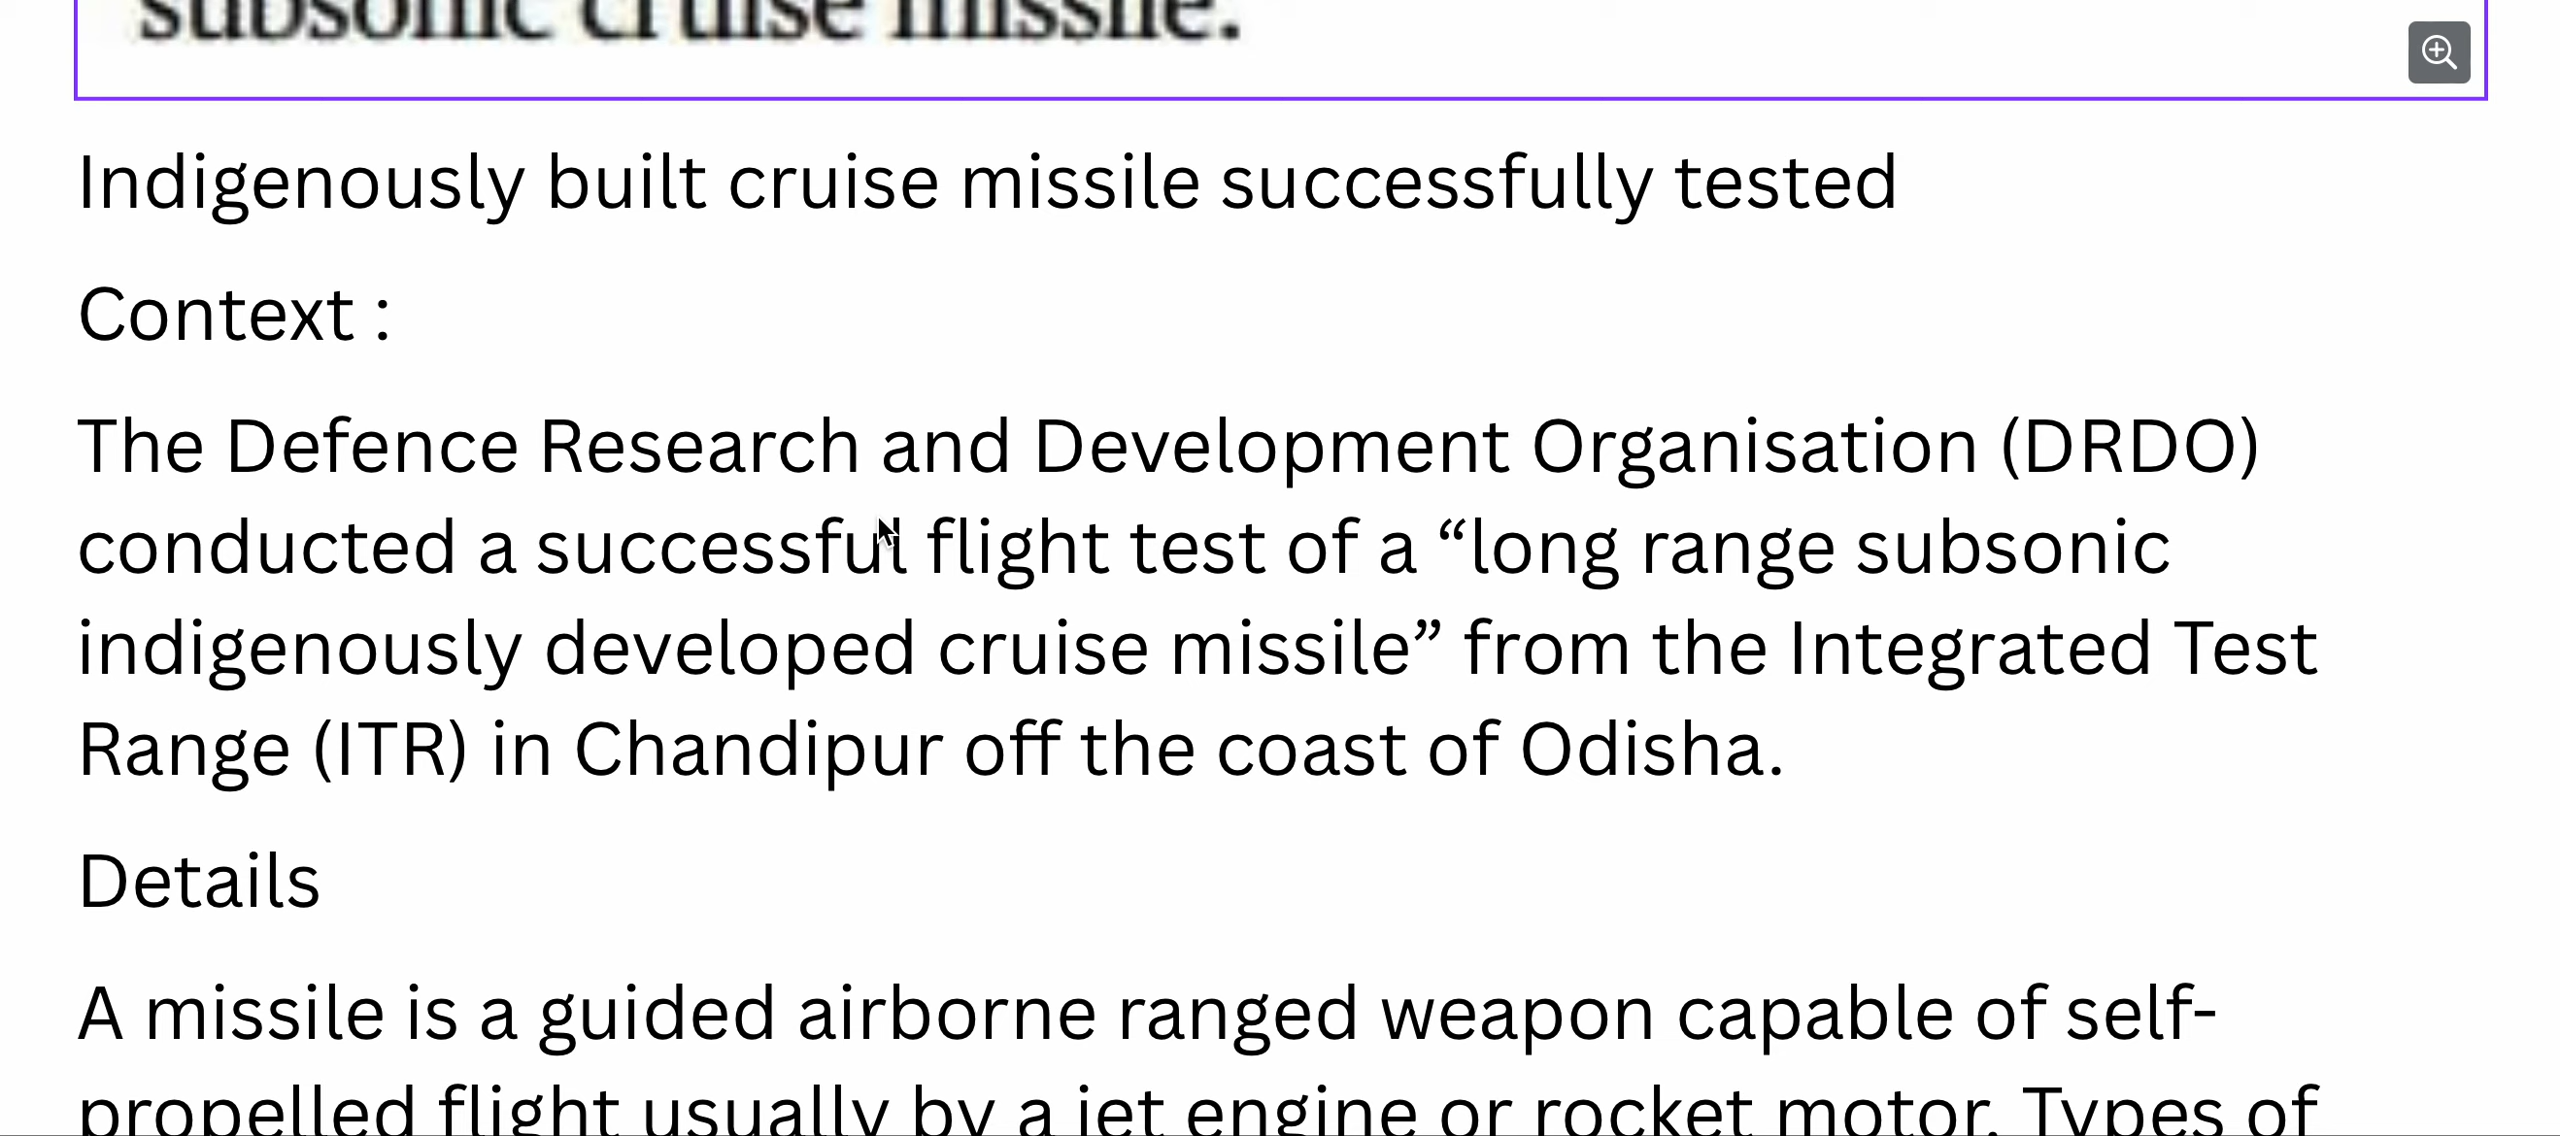 subsonic cruise missile.
Indigenously built cruise missile successfully tested
Context :
The Defence Research and Development Organisation (DRDO)
conducted a successful flight test of a “long range subsonic
indigenously developed cruise missile” from the Integrated Test
Range (ITR) in Chandipur off the coast of Odisha.
Details
A missile is a guided airborne ranged weapon capable of self-
propelled flight usually by a jet engine or rocket motor. Types of